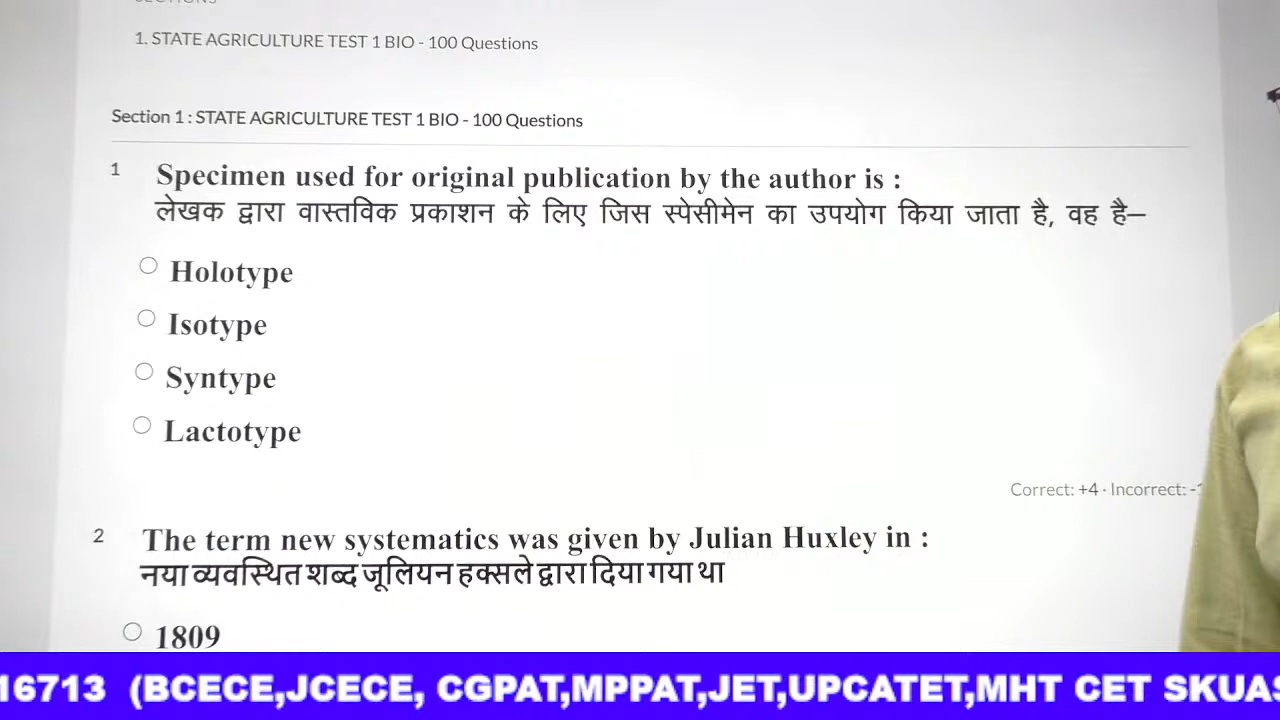 SECTIONS
1. STATE AGRICULTURE TEST 1 BIO - 100 Questions
Section 1 : STATE AGRICULTURE TEST 1 BIO - 100 Questions
1 Specimen used for original publication by the author is :
लेखक द्वारा वास्तविक प्रकाशन के लिए जिस स्पेसीमेन का उपयोग किया जाता है, वह है–
Holotype
Isotype
Syntype
Lactotype
Correct: +4 · Incorrect: -
2 The term new systematics was given by Julian Huxley in :
नया व्यवस्थित शब्द जूलियन हक्सले द्वारा दिया गया था
1809
16713 (BCECE,JCECE, CGPAT,MPPAT,JET,UPCATET,MHT CET SKUAS